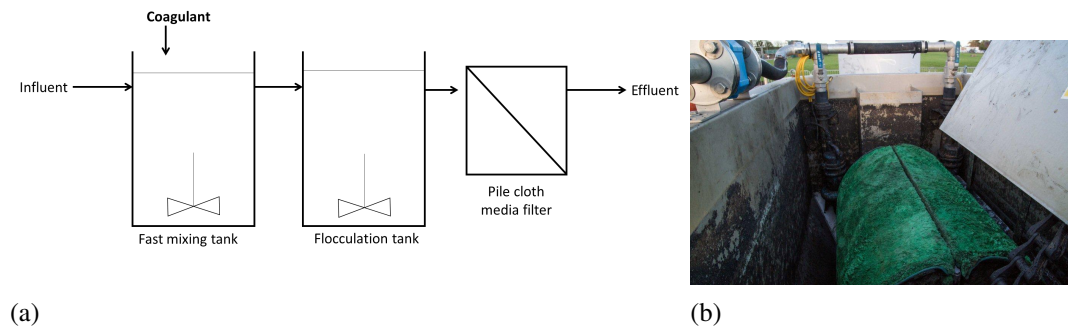 Coagulant
Influent
Effluent
Pile cloth
media filter
Fast mixing tank
Flocculation tank
(a)
(b)